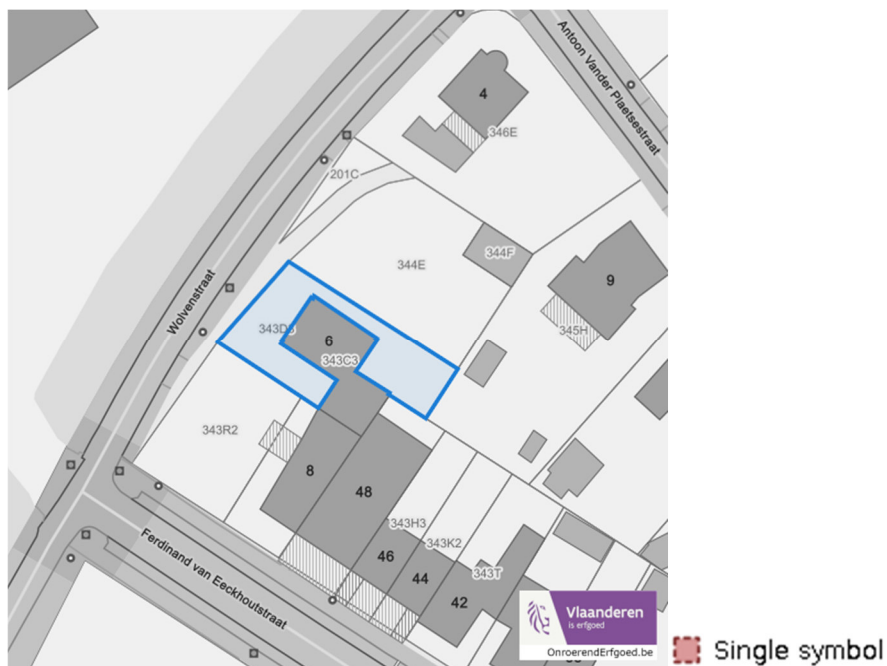 Antoon Vander Plaetsestraat
4
346E
201C
344F
344E
9
Wolvenstraat
345H
6
343C3
343R2
8
48
343H3
343K2
46
44
343T
42
Ferdinand van Eeckhoutstraat
Vlaanderen
is erfgoed
OnroerendErfgoed.be
Single symbol